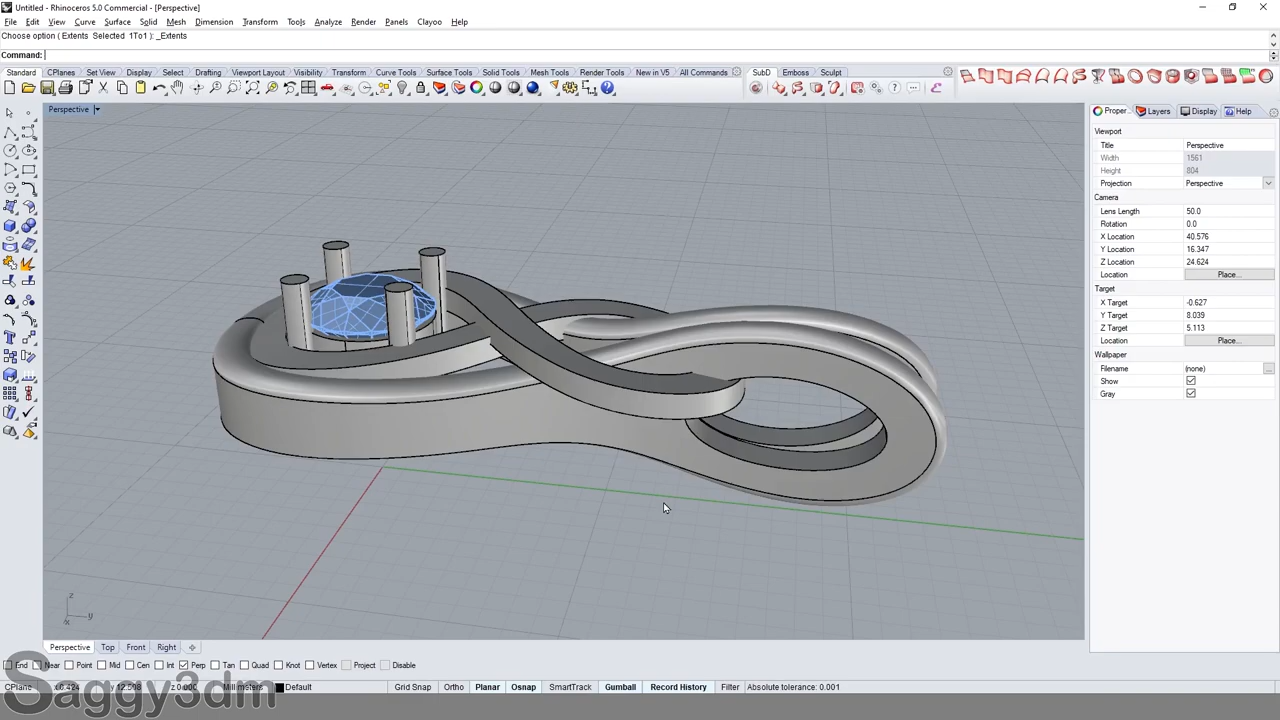 Untitled - Rhinoceros 5.0 Commercial - [Perspective]
File Edit View Curve Surface Solid Mesh Dimension Transform Tools Analyze Render Panels Clayoo Help
Choose option ( Extents Selected 1To1 ): _Extents
Command:
Standard CPlanes Set View Display Select Drafting Viewport Layout Visibility Transform Curve Tools Surface Tools Solid Tools Mesh Tools Render Tools New in V5 All Commands SubD Emboss Sculpt
Perspective
Proper... Layers Display Help
Viewport
Title Perspective
Width 1561
Height 804
Projection Perspective
Camera
Lens Length 50.0
Rotation 0.0
X Location 40.576
Y Location 16.347
Z Location 24.624
Location Place...
Target
X Target -0.627
Y Target 8.039
Z Target 5.113
Location Place...
Wallpaper
Filename (none) ...
Show
Gray
z
y
x
Perspective Top Front Right
End Near Point Mid Cen Int Perp Tan Quad Knot Vertex Project Disable
CPlane z0.000 Millimeters Default Grid Snap Ortho Planar Osnap SmartTrack Gumball Record History Filter Absolute tolerance: 0.001
Saggy3dm